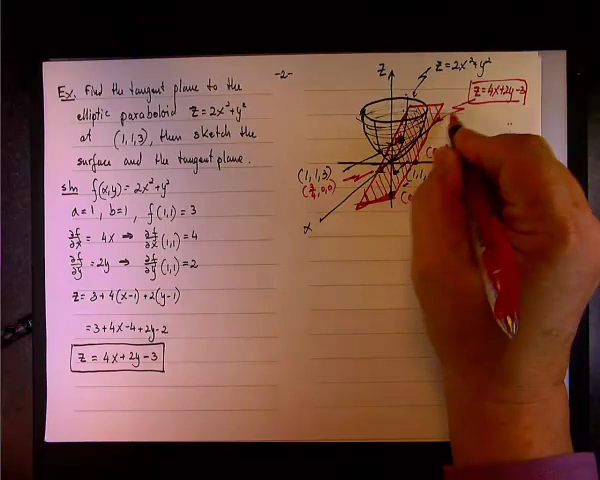 -2-
Ex. Find the tangent plane to the
elliptic paraboloid z=2x²+y²
at (1,1,3), then sketch the
surface and the tangent plane.
sln f(x,y)=2x²+y²
a=1, b=1, f(1,1)=3
∂f/∂x = 4x ⇒ ∂f/∂x (1,1)=4
∂f/∂y = 2y ⇒ ∂f/∂y (1,1)=2
z= 3+4(x-1)+2(y-1)
=3+4x-4+2y-2
z = 4x+2y-3
z
z=2x²+y²
z=4x+2y-3
(1,1,3)
(3/4,0,0)
x